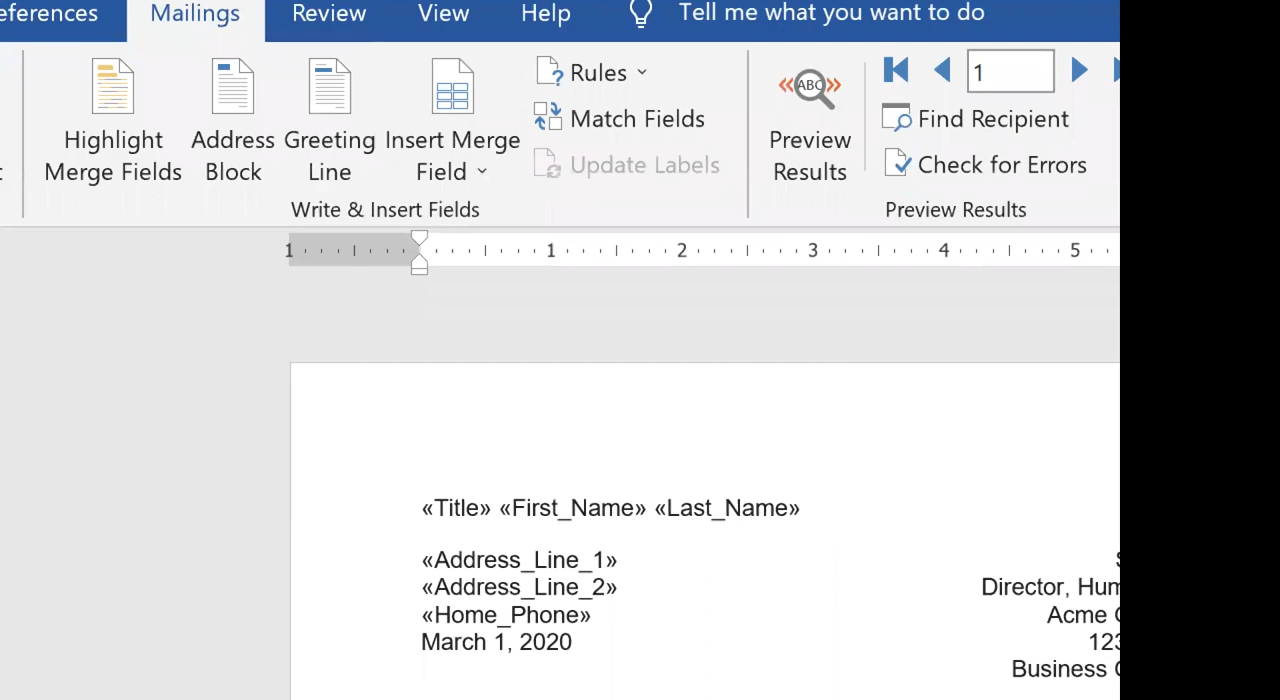 Mailings Review View Help Tell me what you want to do
Highlight Merge Fields
Address Block
Greeting Line
Insert Merge Field
Rules
Match Fields
Update Labels
Write & Insert Fields
Preview Results
1
Find Recipient
Check for Errors
Preview Results
1 1 2 3 4 5
«Title» «First_Name» «Last_Name»
«Address_Line_1»
«Address_Line_2» Director,
«Home_Phone» Acme
March 1, 2020 123
Business